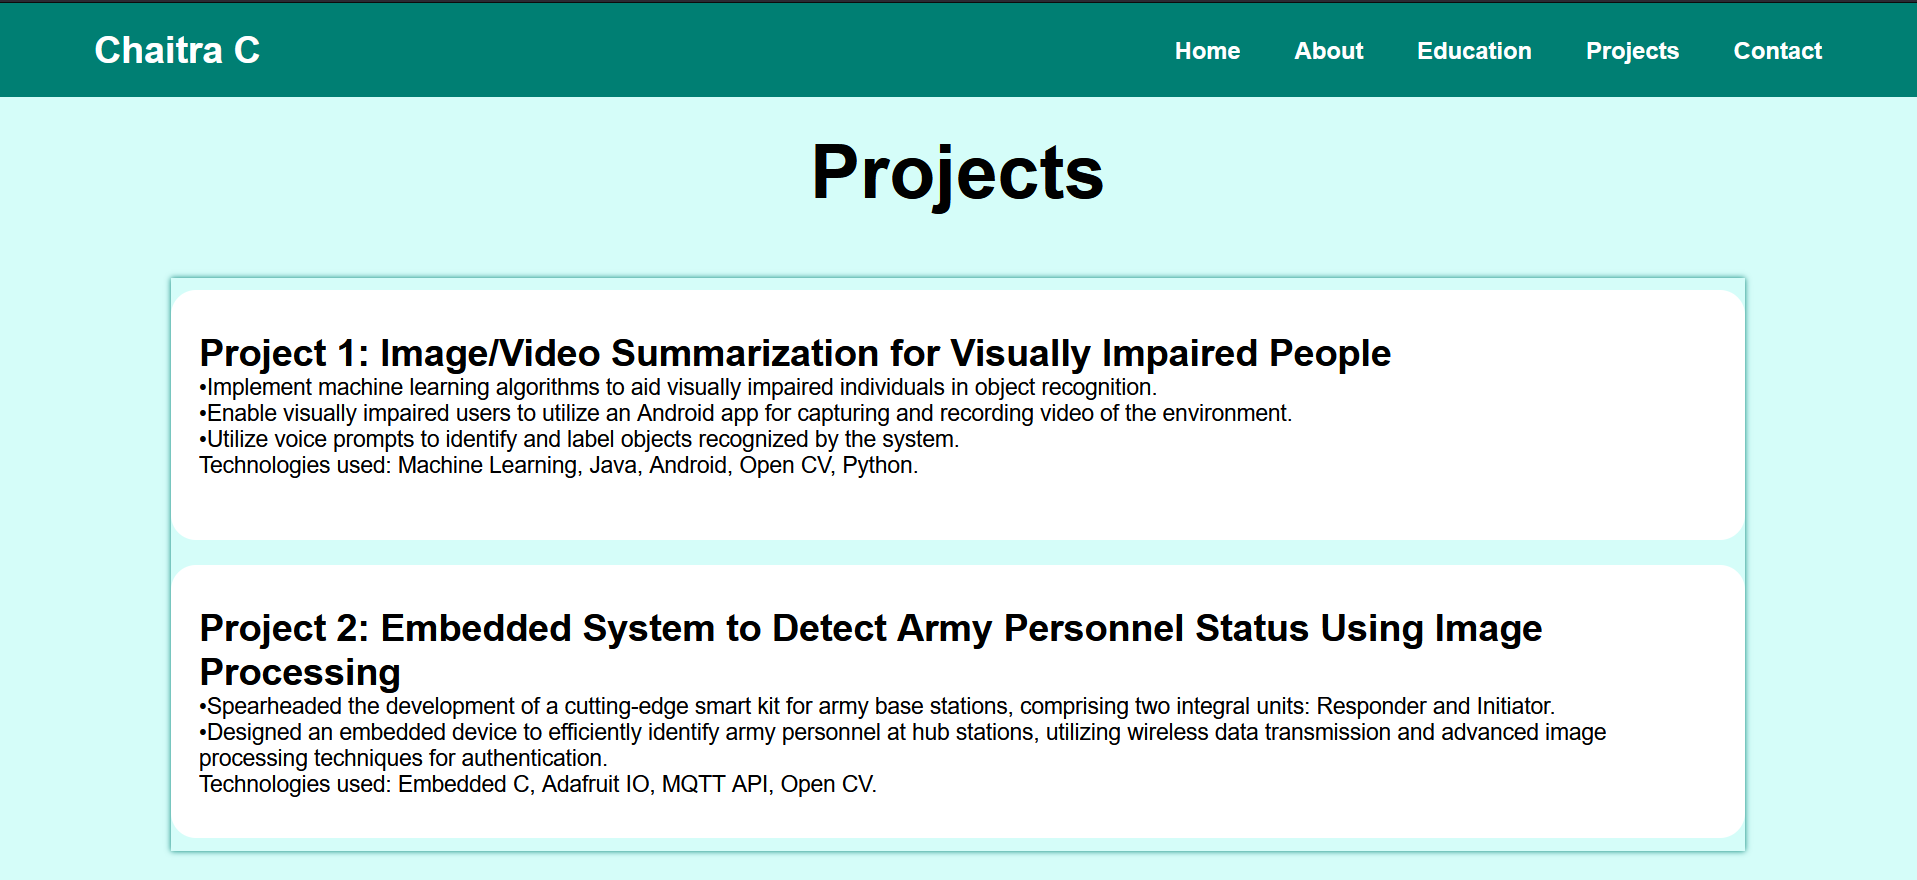 Chaitra C
Home About Education Projects Contact
Projects
Project 1: Image/Video Summarization for Visually Impaired People
•Implement machine learning algorithms to aid visually impaired individuals in object recognition.
•Enable visually impaired users to utilize an Android app for capturing and recording video of the environment.
•Utilize voice prompts to identify and label objects recognized by the system.
Technologies used: Machine Learning, Java, Android, Open CV, Python.
Project 2: Embedded System to Detect Army Personnel Status Using Image
Processing
•Spearheaded the development of a cutting-edge smart kit for army base stations, comprising two integral units: Responder and Initiator.
•Designed an embedded device to efficiently identify army personnel at hub stations, utilizing wireless data transmission and advanced image
processing techniques for authentication.
Technologies used: Embedded C, Adafruit IO, MQTT API, Open CV.